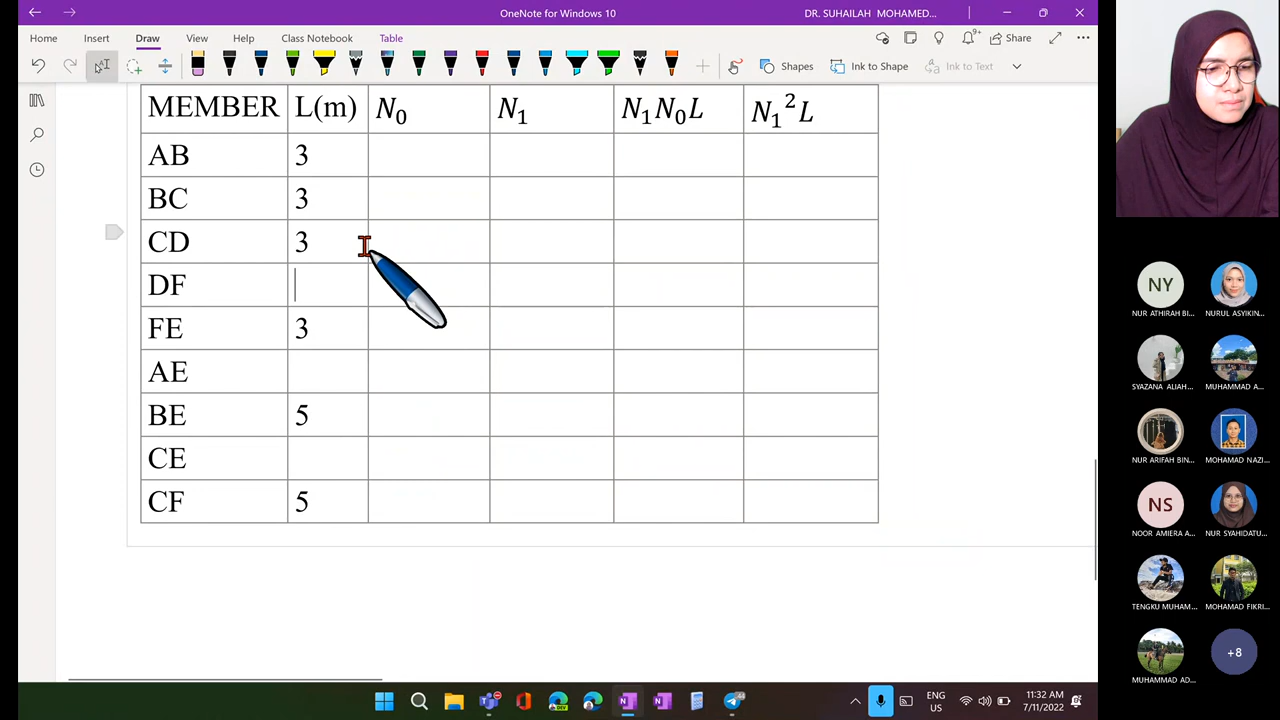 OneNote for Windows 10
DR. SUHAILAH MOHAMED...
Home
Insert
Draw
View
Help
Class Notebook
Table
9+
Share
Shapes
Ink to Shape
Ink to Text
MEMBER L(m) N₀ N₁ N₁N₀L N₁²L
AB 3
BC 3
CD 3
DF
FE 3
AE
BE 5
CE
CF 5
NY
NUR ATHIRAH BI...
NURUL ASYIKIN...
SYAZANA ALIAH...
MUHAMMAD A...
NUR ARIFAH BIN...
MOHAMAD NAZI...
NS
NOOR AMIERA A...
NUR SYAHIDATU...
TENGKU MUHAM...
MOHAMAD FIKRI...
MUHAMMAD AD...
+8
ENG
US
11:32 AM
7/11/2022